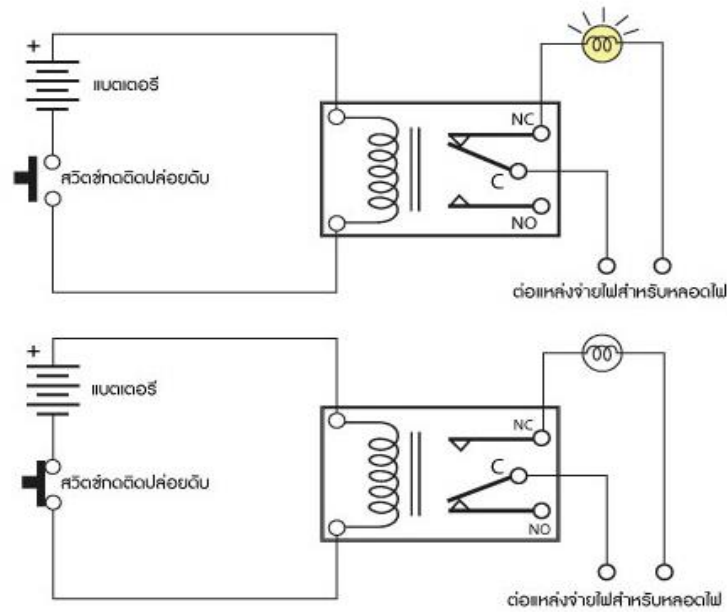 +
แบตเตอรี่
สวิตช์กดติดปล่อยดับ
NC
C
NO
ต่อแหล่งจ่ายไฟสำหรับหลอดไฟ
+
แบตเตอรี่
สวิตช์กดติดปล่อยดับ
NC
C
NO
ต่อแหล่งจ่ายไฟสำหรับหลอดไฟ